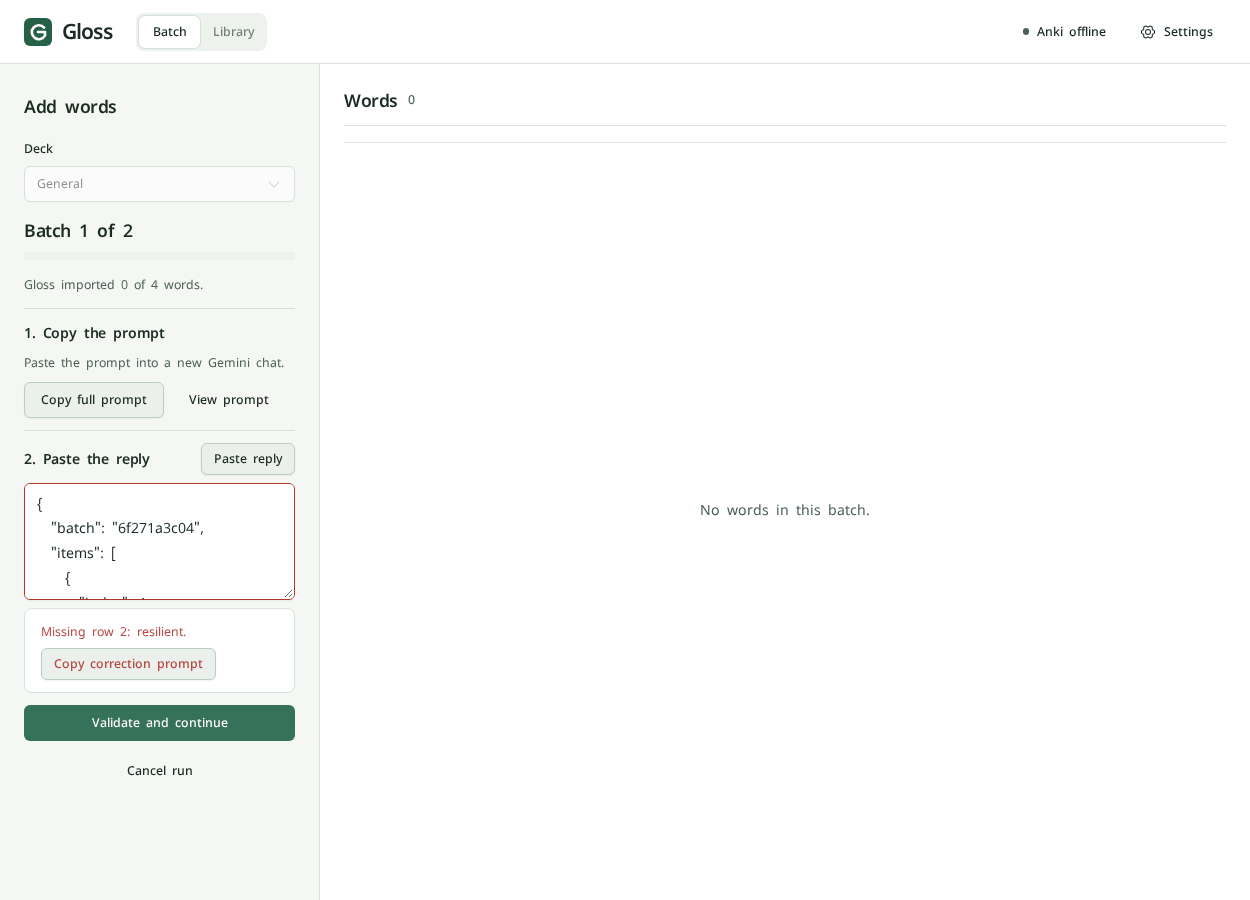 Gloss
Batch
Library
Anki offline
Settings
Add words
Deck
General
Batch 1 of 2
Gloss imported 0 of 4 words.
1. Copy the prompt
Paste the prompt into a new Gemini chat.
Copy full prompt
View prompt
2. Paste the reply
Paste reply
{
"batch": "6f271a3c04",
"items": [
{
Missing row 2: resilient.
Copy correction prompt
Validate and continue
Cancel run
Words 0
No words in this batch.